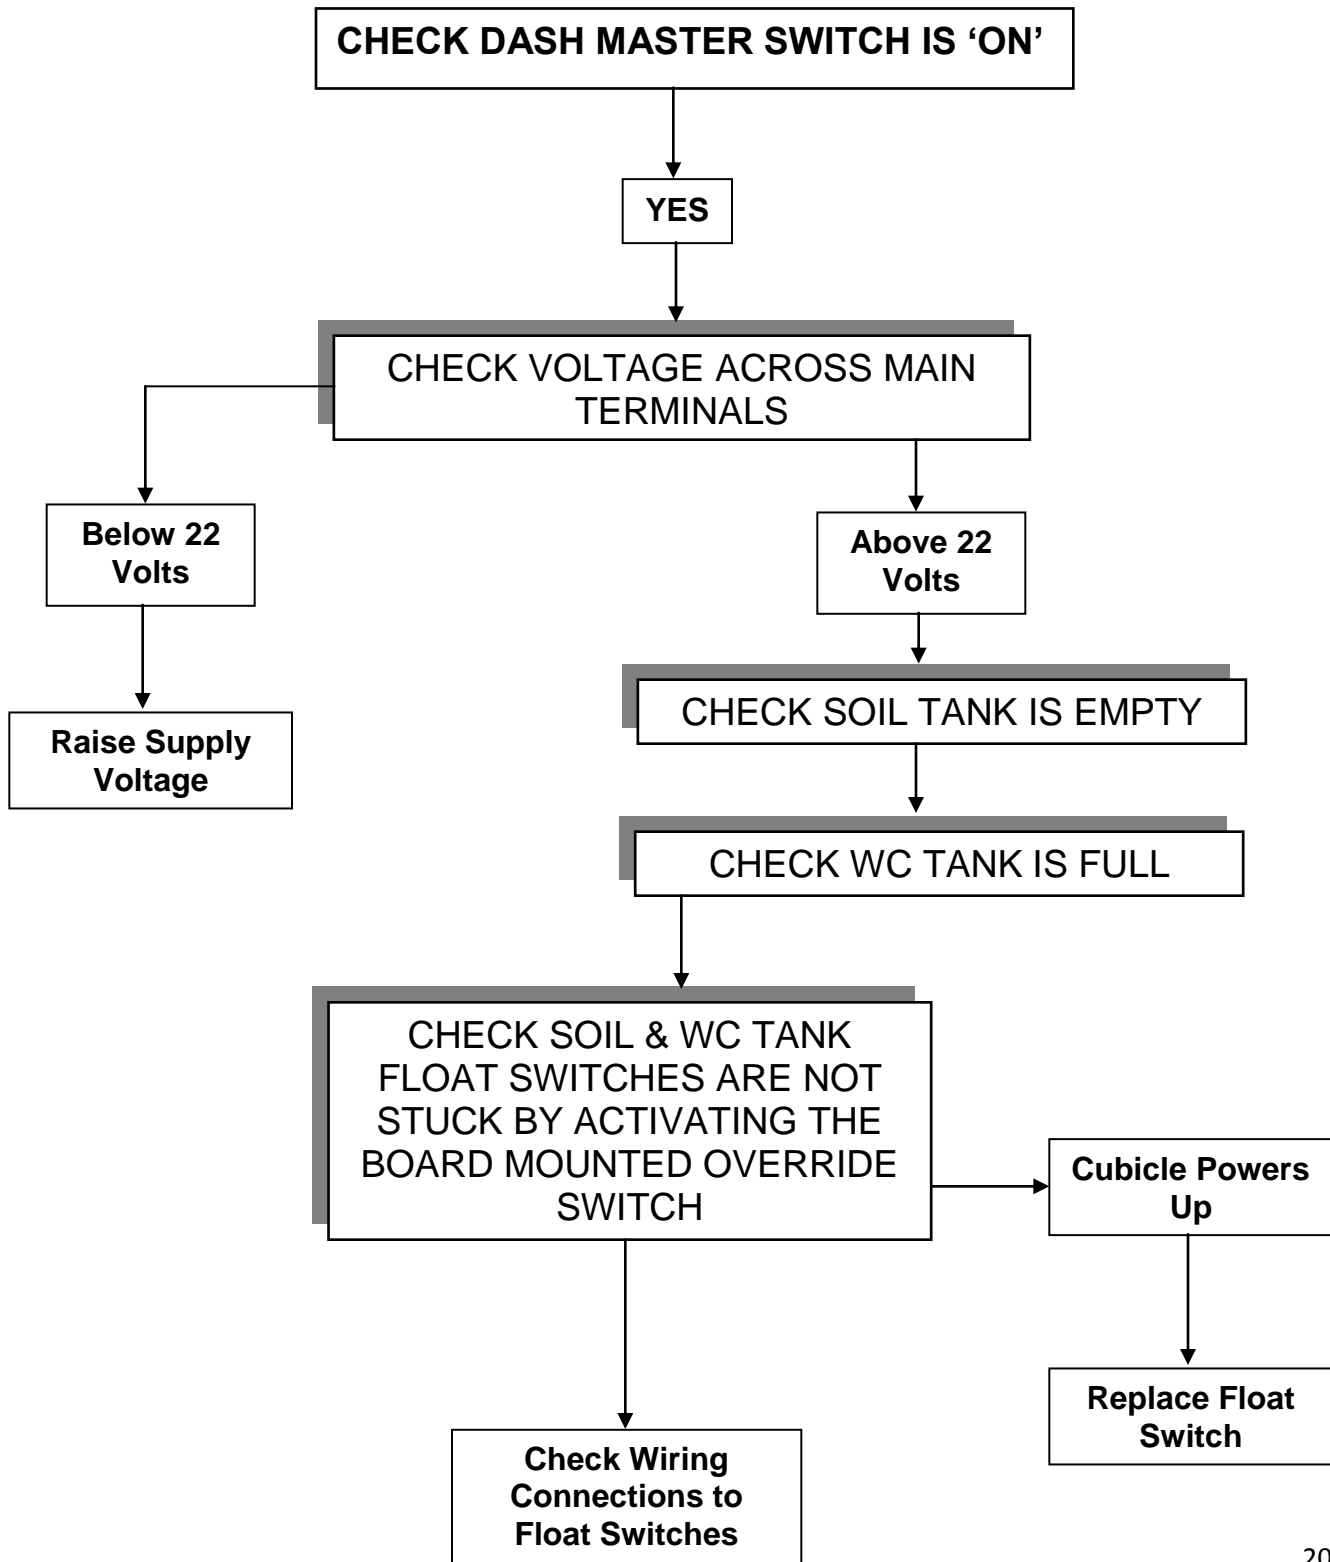 CHECK DASH MASTER SWITCH IS ‘ON’
YES
CHECK VOLTAGE ACROSS MAIN
TERMINALS
Below 22
Volts
Above 22
Volts
Raise Supply
Voltage
CHECK SOIL TANK IS EMPTY
CHECK WC TANK IS FULL
CHECK SOIL & WC TANK
FLOAT SWITCHES ARE NOT
STUCK BY ACTIVATING THE
BOARD MOUNTED OVERRIDE
SWITCH
Cubicle Powers
Up
Replace Float
Switch
Check Wiring
Connections to
Float Switches
20